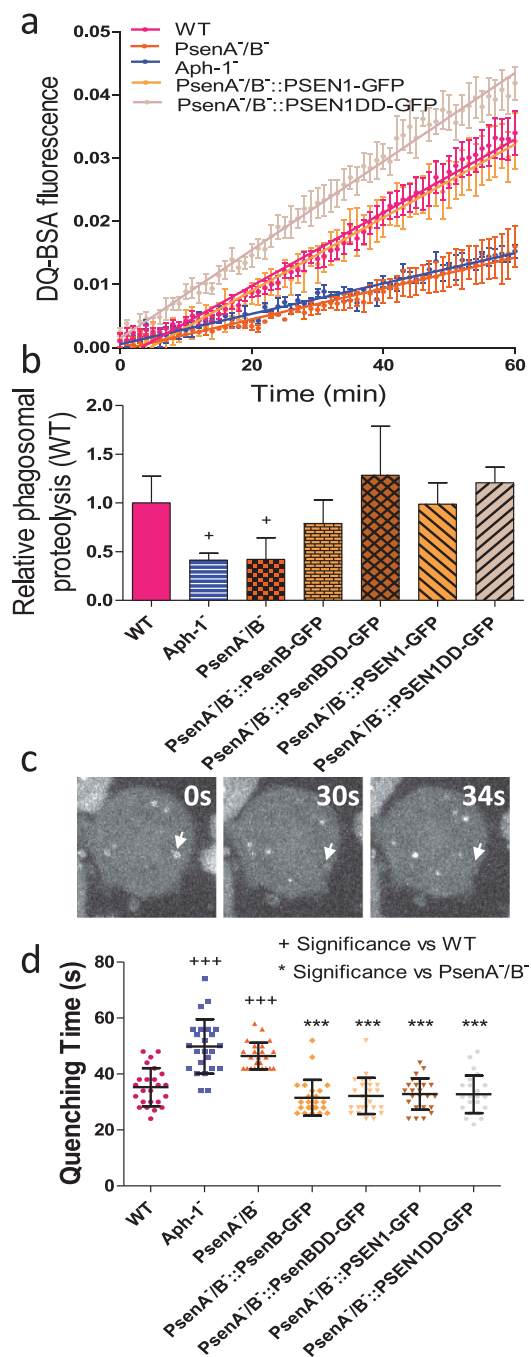 a
0.05
0.04
0.03
0.02
0.01
0.00
DQ-BSA fluorescence
WT
PsenA⁻/B⁻
Aph-1⁻
PsenA⁻/B⁻::PSEN1-GFP
PsenA⁻/B⁻::PSEN1DD-GFP
0 20 40 60
Time (min)
b
2.0
1.5
1.0
0.5
0.0
Relative phagosomal
proteolysis (WT)
+ +
WT
Aph-1⁻
PsenA⁻/B⁻
PsenA⁻/B⁻::PsenB-GFP
PsenA⁻/B⁻::PsenBDD-GFP
PsenA⁻/B⁻::PSEN1-GFP
PsenA⁻/B⁻::PSEN1DD-GFP
c
0s 30s 34s
d
+ Significance vs WT
* Significance vs PsenA⁻/B⁻
80
60
40
20
0
Quenching Time (s)
+++ +++ *** *** *** ***
WT
Aph-1⁻
PsenA⁻/B⁻
PsenA⁻/B⁻::PsenB-GFP
PsenA⁻/B⁻::PsenBDD-GFP
PsenA⁻/B⁻::PSEN1-GFP
PsenA⁻/B⁻::PSEN1DD-GFP